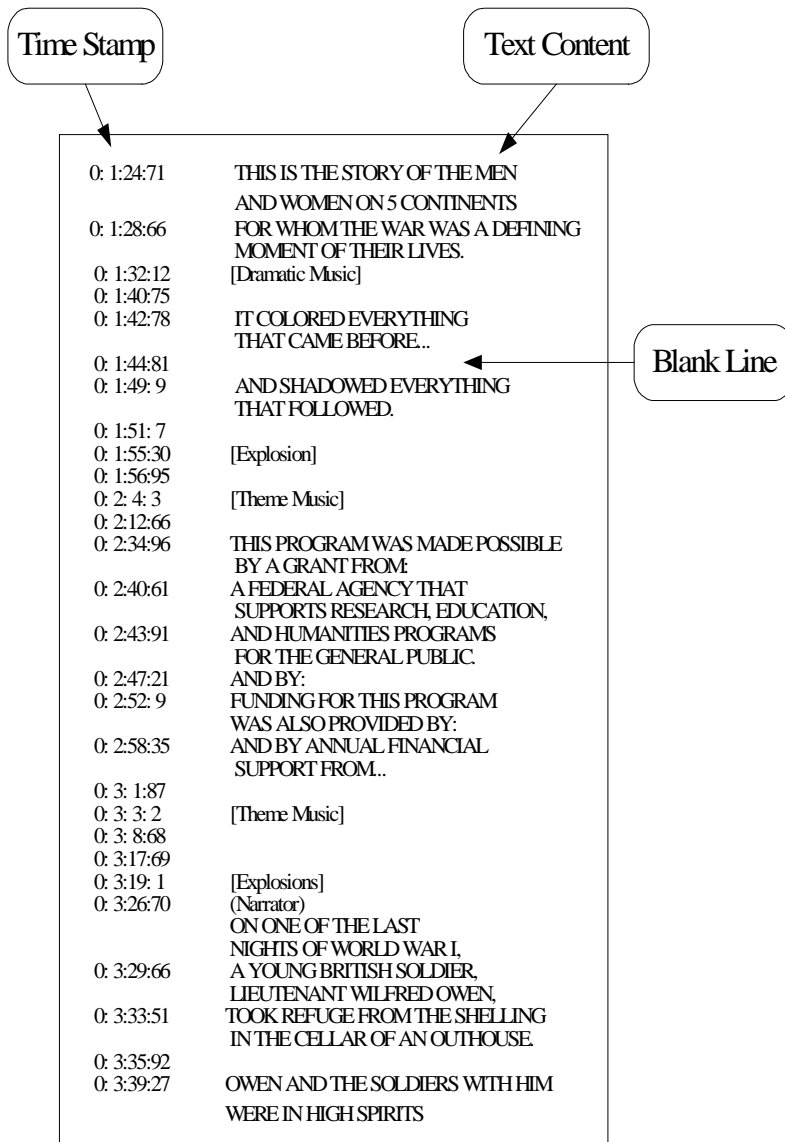 Time Stamp
Text Content
0: 1:24:71 THIS IS THE STORY OF THE MEN
AND WOMEN ON 5 CONTINENTS
0: 1:28:66 FOR WHOM THE WAR WAS A DEFINING
MOMENT OF THEIR LIVES.
0: 1:32:12 [Dramatic Music]
0: 1:40:75
0: 1:42:78 IT COLORED EVERYTHING
THAT CAME BEFORE...
0: 1:44:81
Blank Line
0: 1:49: 9 AND SHADOWED EVERYTHING
THAT FOLLOWED.
0: 1:51: 7
0: 1:55:30 [Explosion]
0: 1:56:95
0: 2: 4: 3 [Theme Music]
0: 2:12:66
0: 2:34:96 THIS PROGRAM WAS MADE POSSIBLE
BY A GRANT FROM:
0: 2:40:61 A FEDERAL AGENCY THAT
SUPPORTS RESEARCH, EDUCATION,
0: 2:43:91 AND HUMANITIES PROGRAMS
FOR THE GENERAL PUBLIC.
0: 2:47:21 AND BY:
0: 2:52: 9 FUNDING FOR THIS PROGRAM
WAS ALSO PROVIDED BY:
0: 2:58:35 AND BY ANNUAL FINANCIAL
SUPPORT FROM...
0: 3: 1:87
0: 3: 3: 2 [Theme Music]
0: 3: 8:68
0: 3:17:69
0: 3:19: 1 [Explosions]
0: 3:26:70 (Narrator)
ON ONE OF THE LAST
NIGHTS OF WORLD WAR I,
0: 3:29:66 A YOUNG BRITISH SOLDIER,
LIEUTENANT WILFRED OWEN,
0: 3:33:51 TOOK REFUGE FROM THE SHELLING
IN THE CELLAR OF AN OUTHOUSE.
0: 3:35:92
0: 3:39:27 OWEN AND THE SOLDIERS WITH HIM
WERE IN HIGH SPIRITS